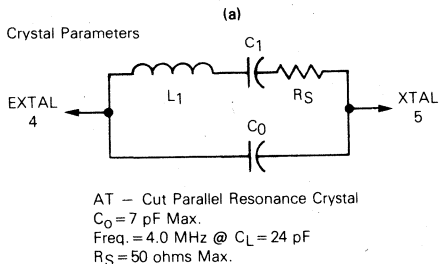 (a)
Crystal Parameters
C1
L1
RS
EXTAL
4
XTAL
5
C0
AT – Cut Parallel Resonance Crystal
C0 = 7 pF Max.
Freq. = 4.0 MHz @ CL = 24 pF
RS = 50 ohms Max.